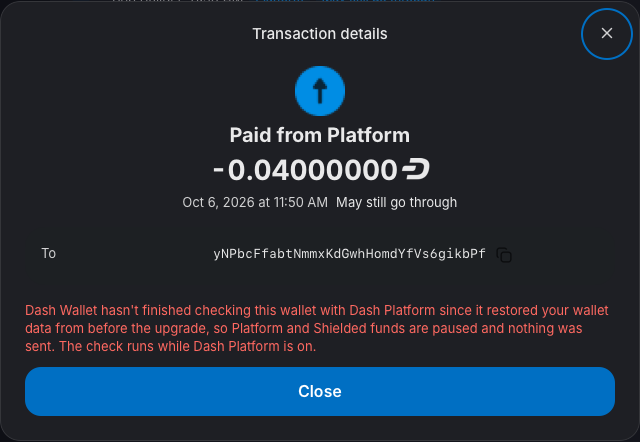 Transaction details
Paid from Platform
-0.04000000
Oct 6, 2026 at 11:50 AM May still go through
To yNPbcFfabtNmmxKdGwhHomdYfVs6gikbPf
Dash Wallet hasn't finished checking this wallet with Dash Platform since it restored your wallet
data from before the upgrade, so Platform and Shielded funds are paused and nothing was
sent. The check runs while Dash Platform is on.
Close